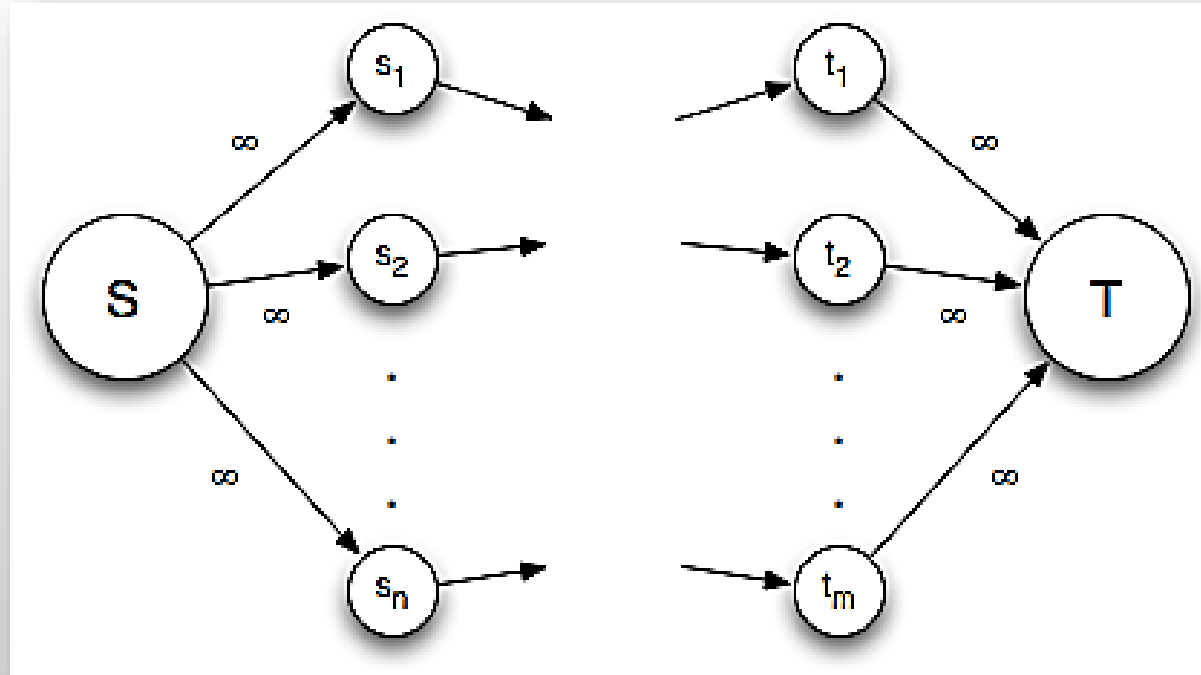 s₁
t₁
∞
∞
S
s₂
t₂
T
∞
∞
.
.
.
.
.
.
∞
∞
sₙ
tₘ